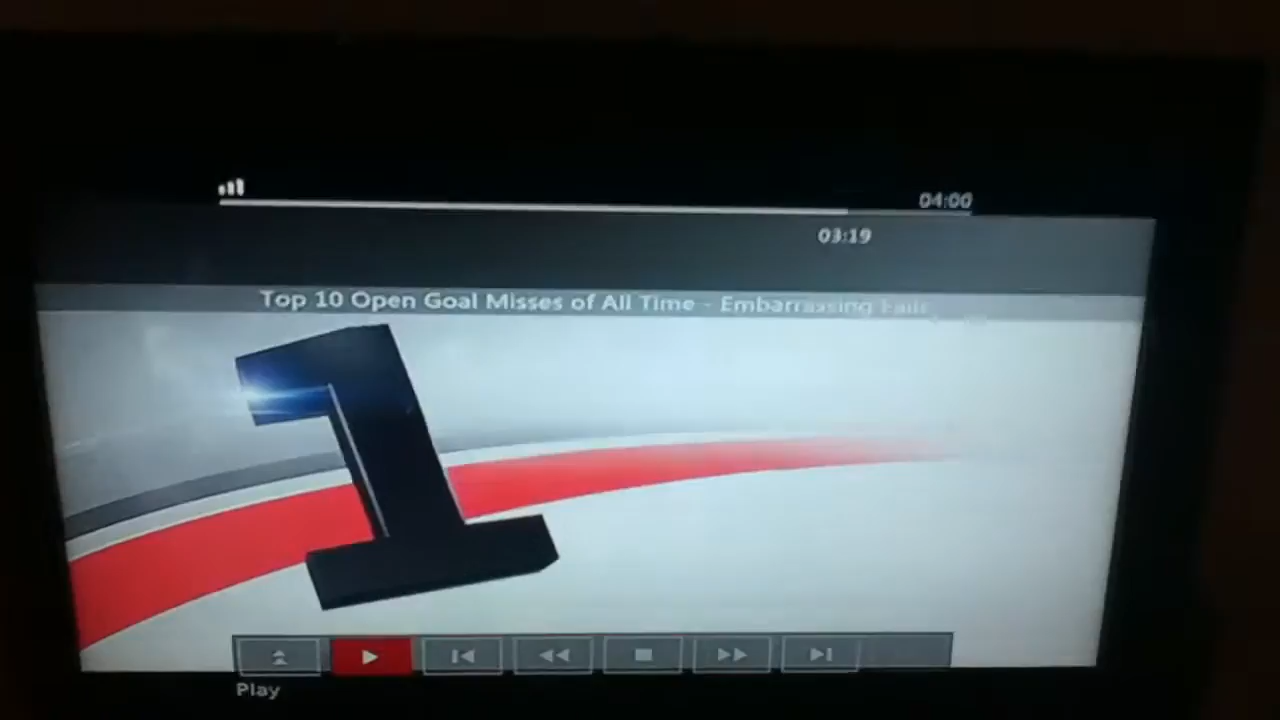 04:00
03:19
Top 10 Open Goal Misses of All Time - Embarrassing Fails
1
Play